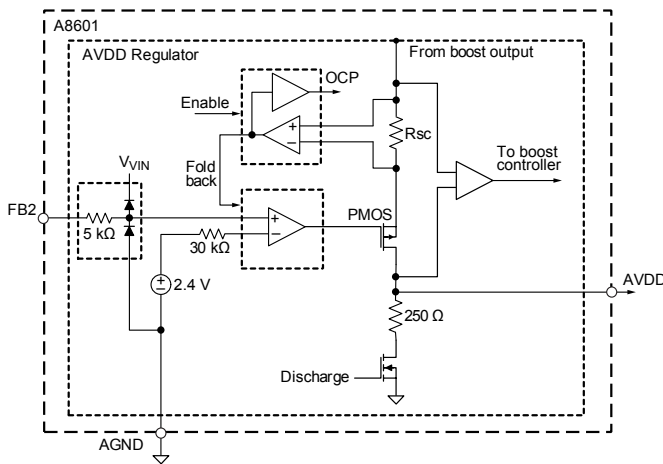 A8601
AVDD Regulator
From boost output
OCP
Enable
+
−
Rsc
To boost
controller
VVIN
Fold
back
FB2
5 kΩ
+
−
PMOS
30 kΩ
+
−
2.4 V
AVDD
250 Ω
Discharge
AGND